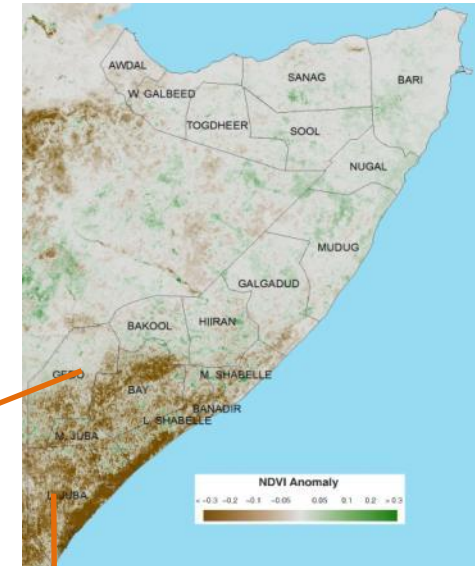 AWDAL
SANAG
BARI
W. GALBEED
TOGDHEER
SOOL
NUGAL
MUDUG
GALGADUD
HIIRAN
BAKOOL
GEDO
M. SHABELLE
BAY
BANADIR
L. SHABELLE
M. JUBA
L. JUBA
NDVI Anomaly
< -0.3 -0.2 -0.1 -0.05 0.05 0.1 0.2 > 0.3